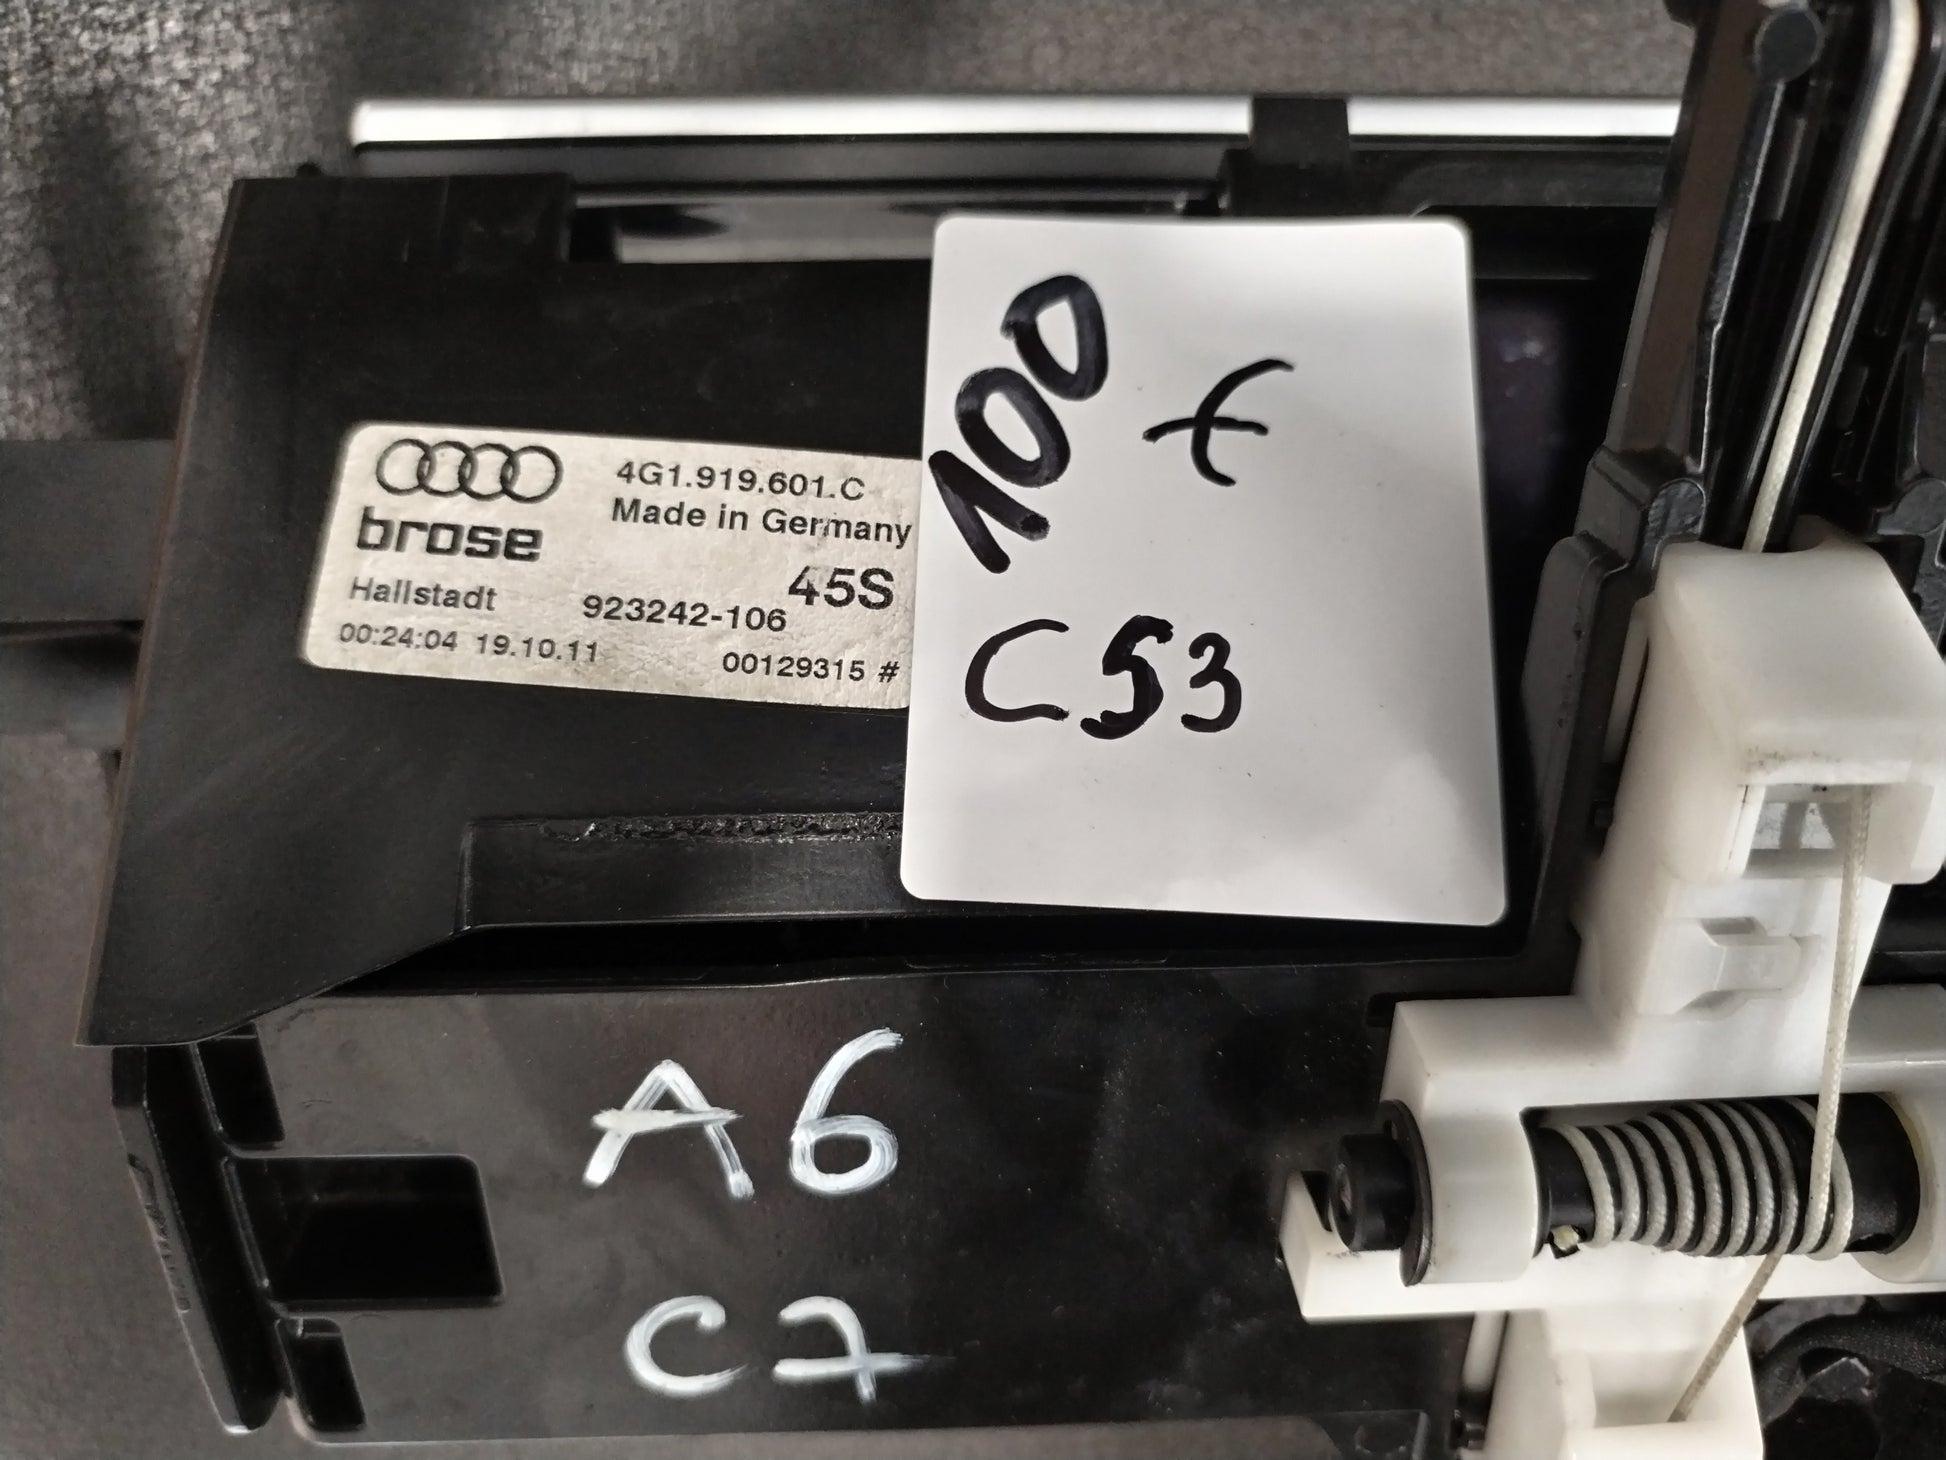 4G1.919.601.C
Made in Germany
brose
45S
Hallstadt 923242-106
00:24:04 19.10.11 00129315 #
100 €
C53
A6
C7